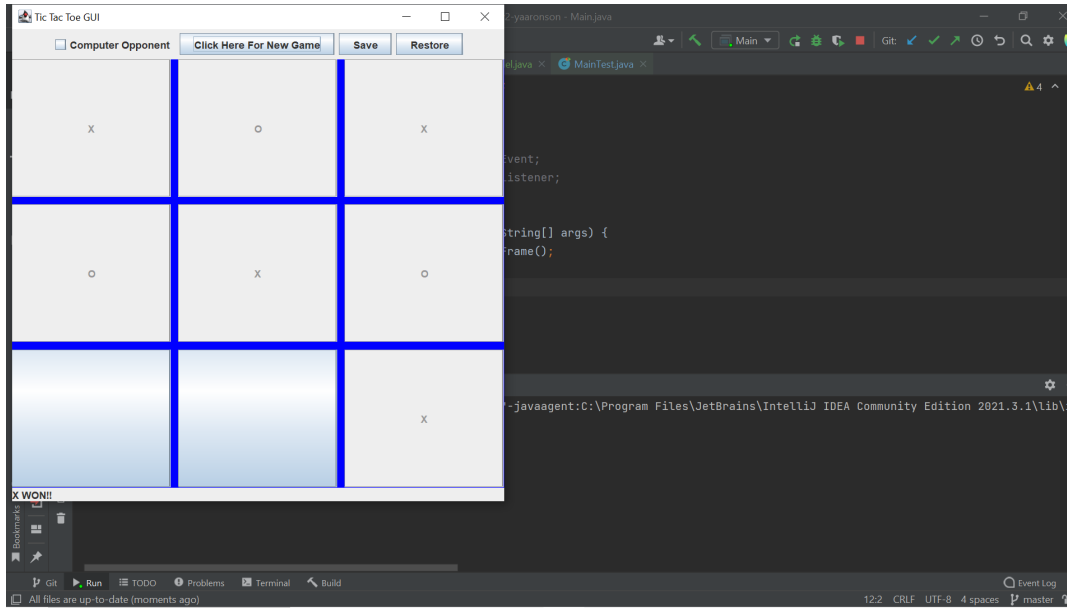 Tic Tac Toe GUI
2-yaaronson - Main.java
Computer Opponent Click Here For New Game Save Restore
Main Git:
el.java MainTest.java
4
X O X
Event;
Listener;
String[] args) {
Frame();
O X O
"-javaagent:C:\Program Files\JetBrains\IntelliJ IDEA Community Edition 2021.3.1\lib\
X
X WON!!
Bookmarks
Git Run TODO Problems Terminal Build Event Log
All files are up-to-date (moments ago) 12:2 CRLF UTF-8 4 spaces master